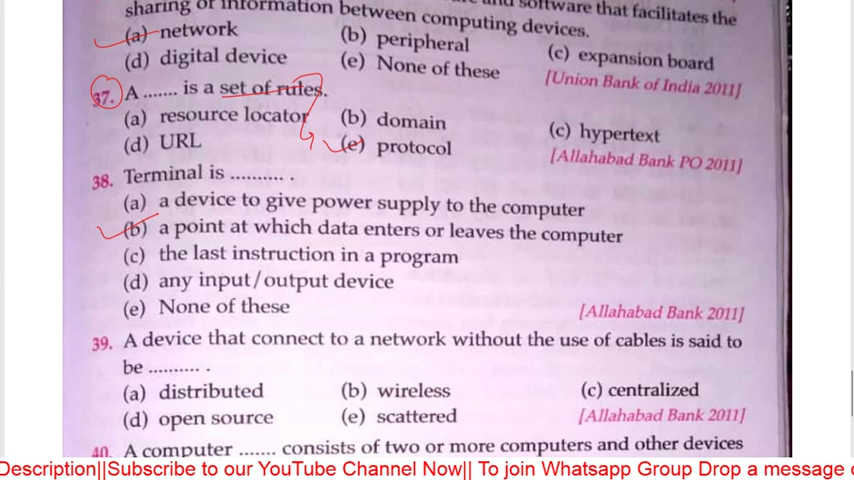 sharing of information between computing devices.
and software that facilitates the
(a) network (b) peripheral (c) expansion board
(d) digital device (e) None of these [Union Bank of India 2011]
37. A ....... is a set of rules.
(a) resource locator (b) domain (c) hypertext
(d) URL (e) protocol [Allahabad Bank PO 2011]
38. Terminal is .......... .
(a) a device to give power supply to the computer
(b) a point at which data enters or leaves the computer
(c) the last instruction in a program
(d) any input/output device
(e) None of these [Allahabad Bank 2011]
39. A device that connect to a network without the use of cables is said to
be .......... .
(a) distributed (b) wireless (c) centralized
(d) open source (e) scattered [Allahabad Bank 2011]
40. A computer ....... consists of two or more computers and other devices
Description||Subscribe to our YouTube Channel Now|| To join Whatsapp Group Drop a message